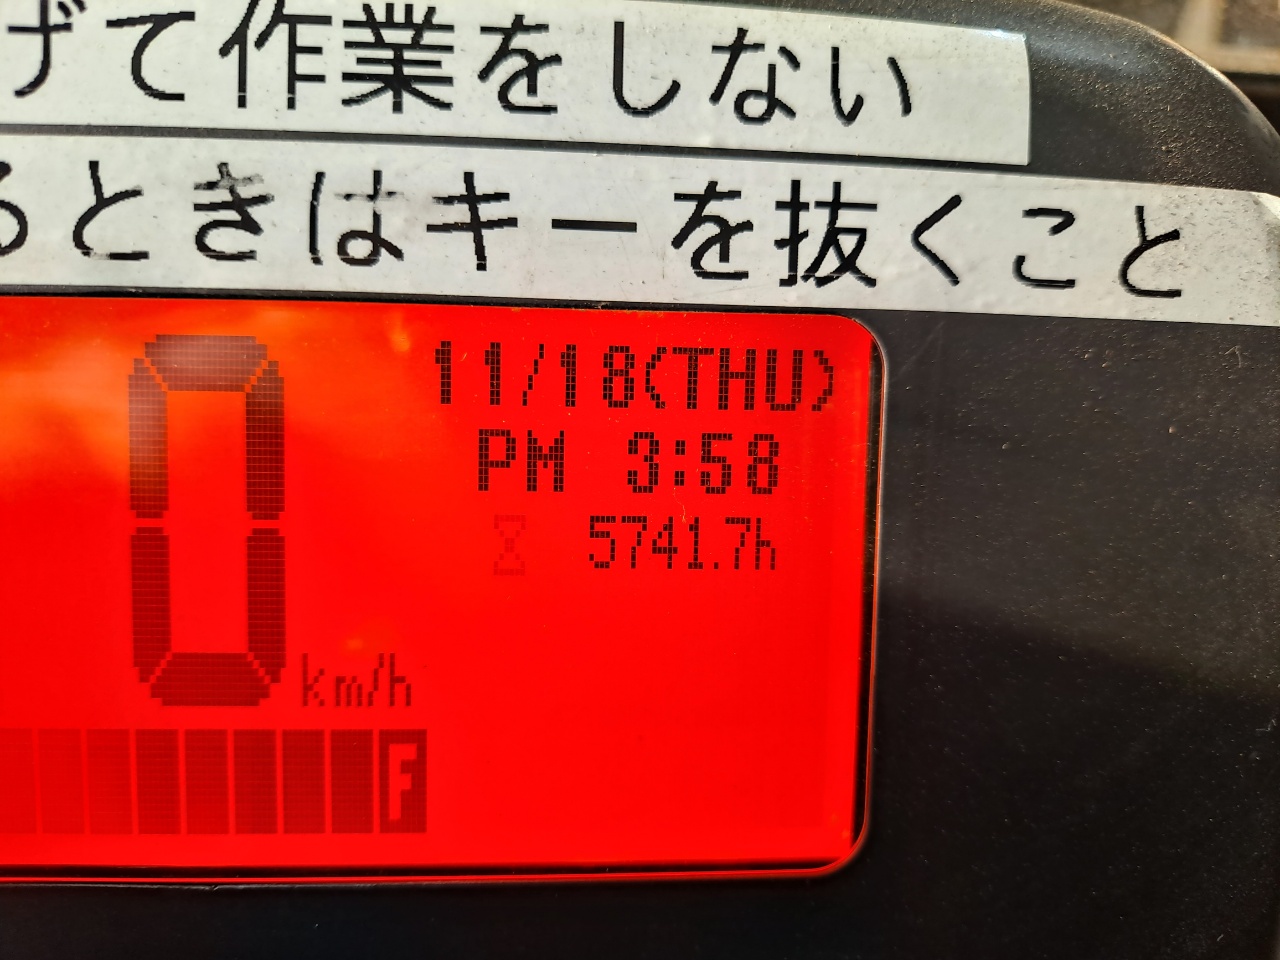 げて作業をしない
るときはキーを抜くこと
11/18(THU)
PM 3:58
5741.7h
0 km/h
F